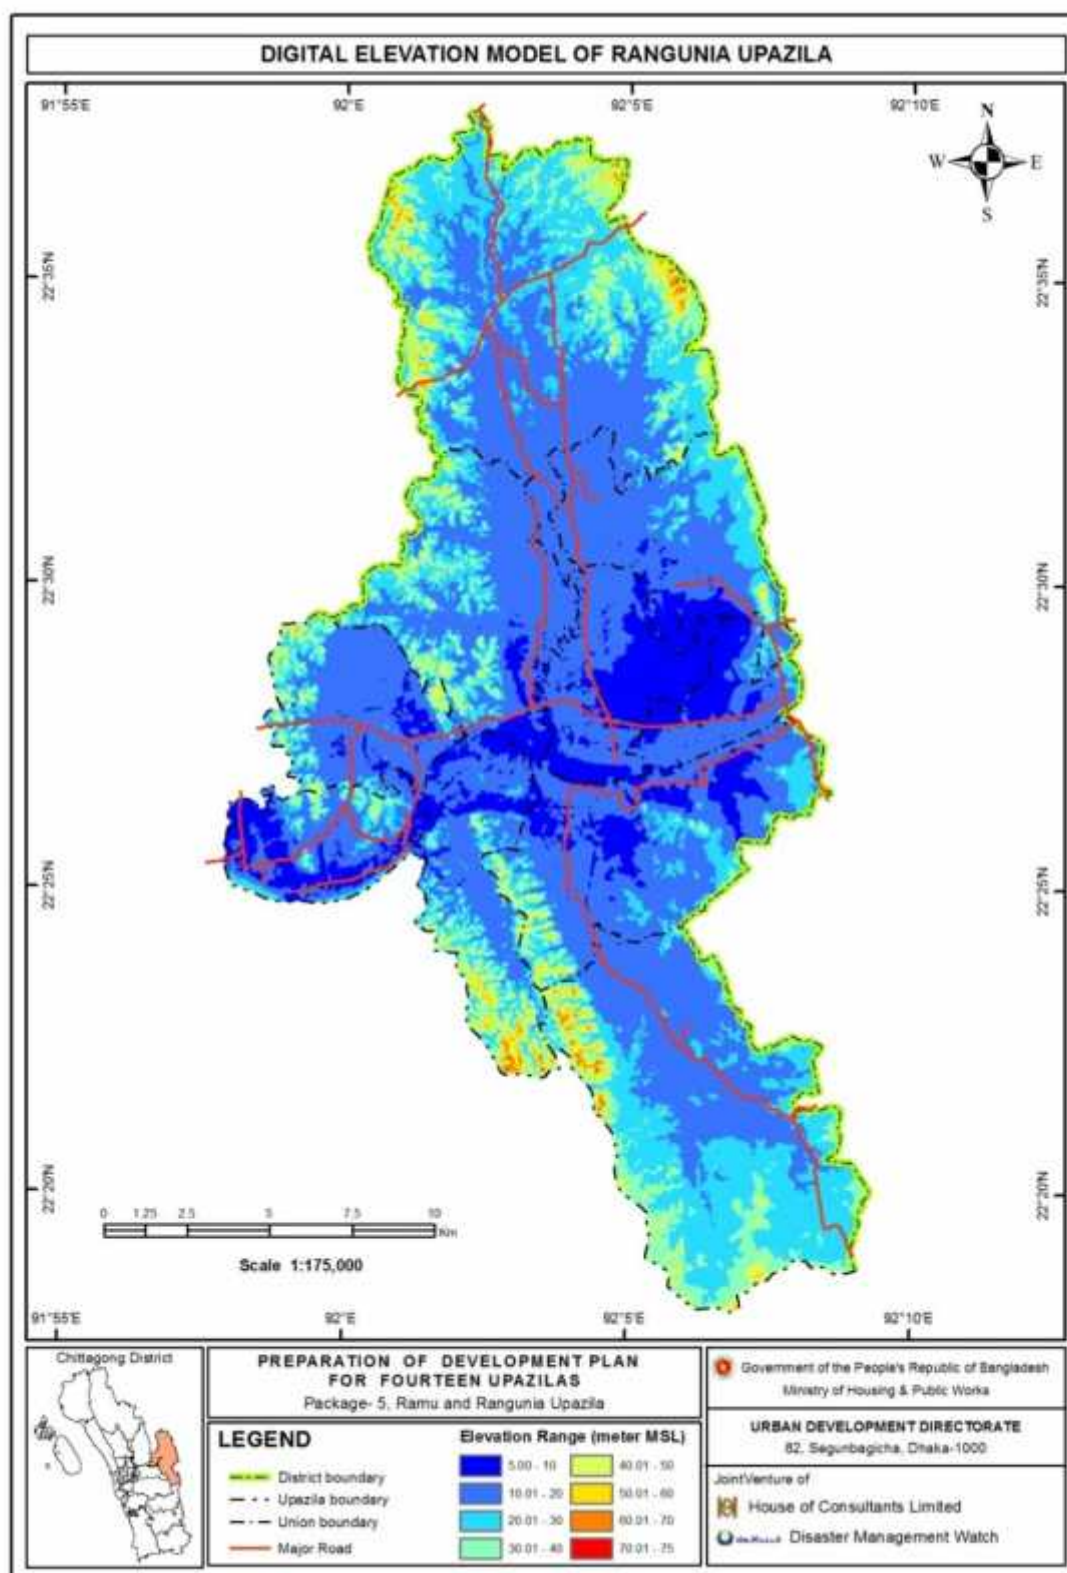 DIGITAL ELEVATION MODEL OF RANGUNIA UPAZILA
91°55'E 92°E 92°5'E 92°10'E
N
W E
S
22°35'N 22°35'N
22°30'N 22°30'N
22°25'N 22°25'N
22°20'N 22°20'N
0 1.25 2.5 5 7.5 10
Km
Scale 1:175,000
91°55'E 92°E 92°5'E 92°10'E
Chittagong District
PREPARATION OF DEVELOPMENT PLAN
FOR FOURTEEN UPAZILAS
Package- 5, Ramu and Rangunia Upazila
LEGEND
District boundary
Upazila boundary
Union boundary
Major Road
Elevation Range (meter MSL)
5.00 - 10 40.01 - 50
10.01 - 20 50.01 - 60
20.01 - 30 60.01 - 70
30.01 - 40 70.01 - 75
Government of the People's Republic of Bangladesh
Ministry of Housing & Public Works
URBAN DEVELOPMENT DIRECTORATE
82, Segunbagicha, Dhaka-1000
JointVenture of
House of Consultants Limited
Disaster Management Watch